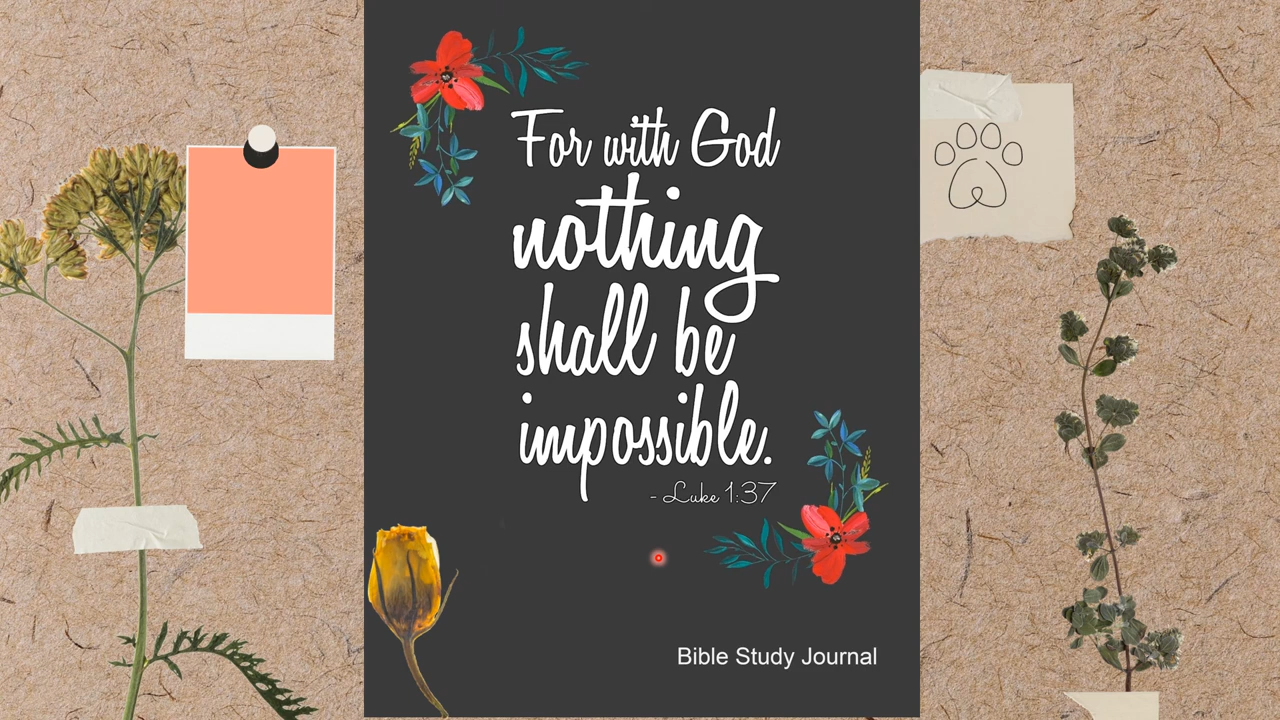 For with God
nothing
shall be
impossible.
- Luke 1:37
Bible Study Journal